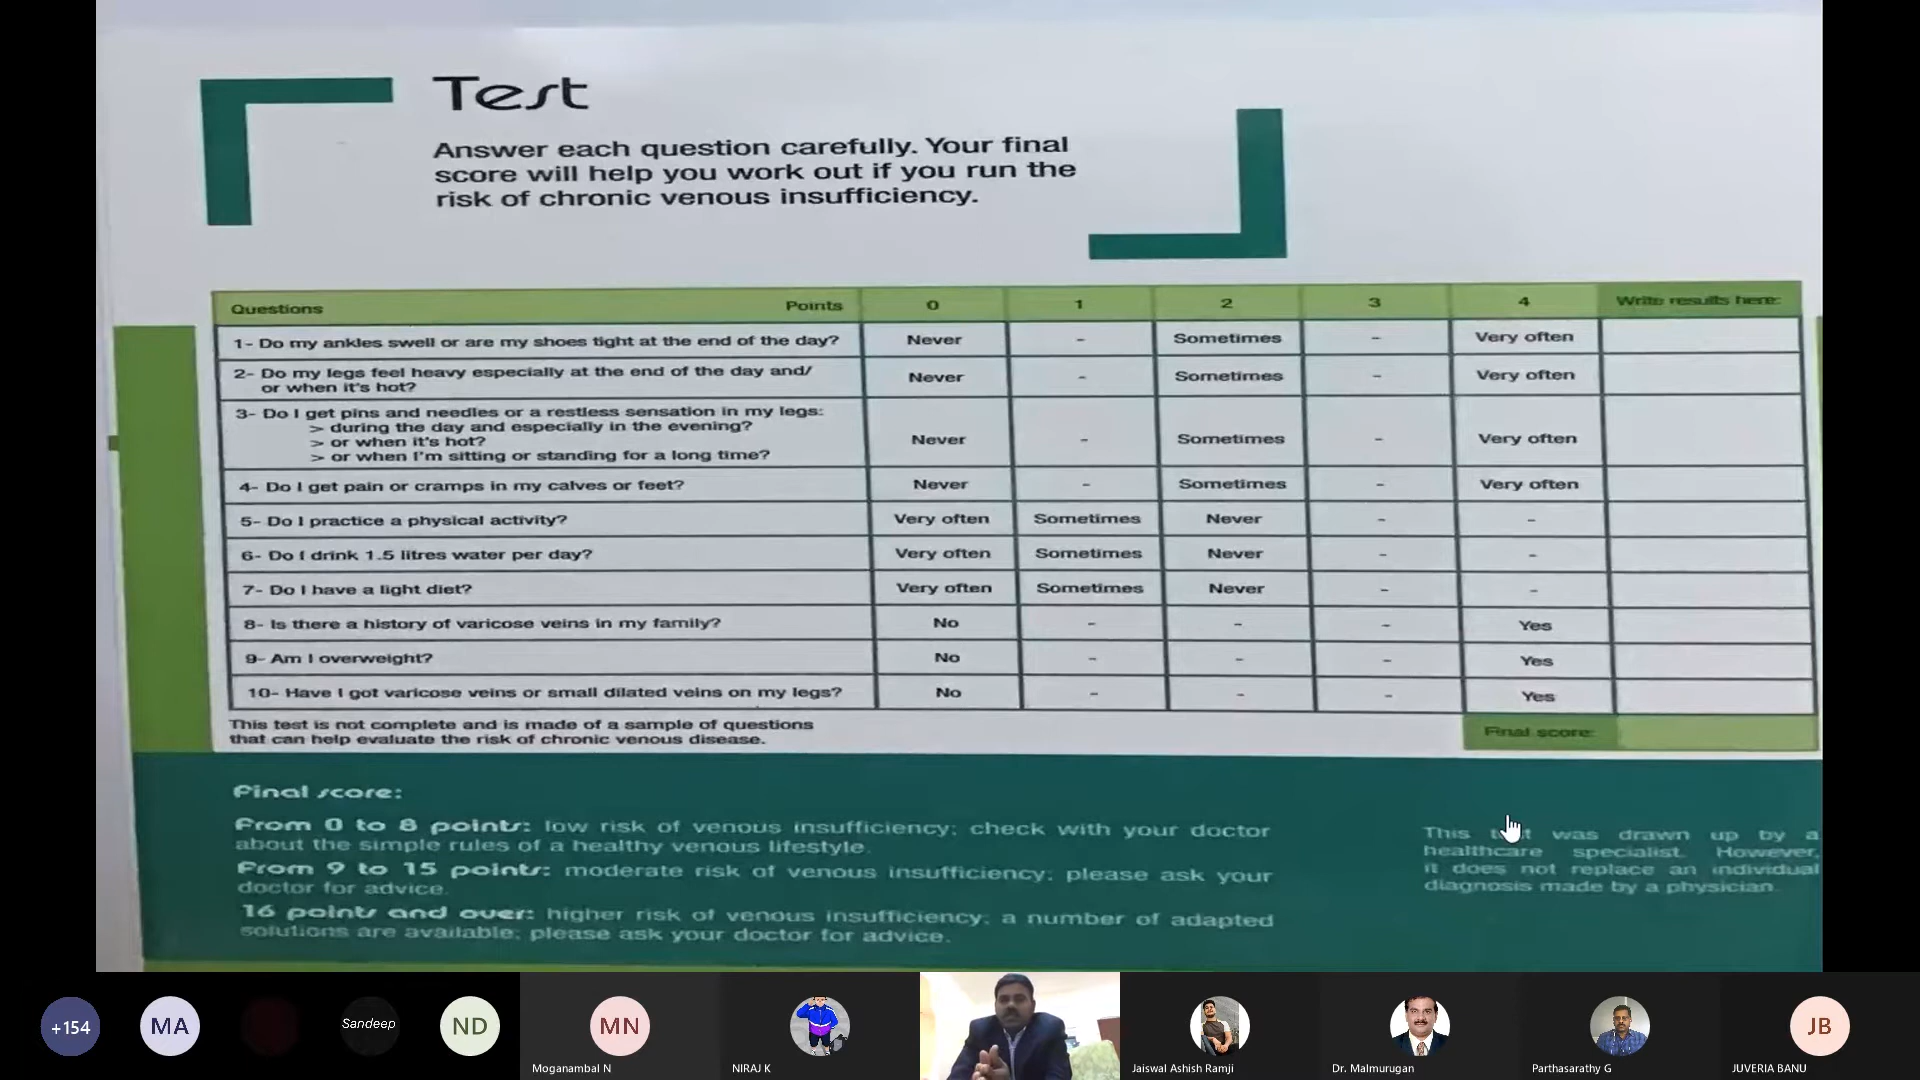 Test
Answer each question carefully. Your final
score will help you work out if you run the
risk of chronic venous insufficiency.
Questions Points 0 1 2 3 4 Write results here:
1- Do my ankles swell or are my shoes tight at the end of the day? Never - Sometimes - Very often
2- Do my legs feel heavy especially at the end of the day and/
or when it's hot? Never - Sometimes - Very often
3- Do I get pins and needles or a restless sensation in my legs:
> during the day and especially in the evening?
> or when it's hot? Never - Sometimes - Very often
> or when I'm sitting or standing for a long time?
4- Do I get pain or cramps in my calves or feet? Never - Sometimes - Very often
5- Do I practice a physical activity? Very often Sometimes Never - -
6- Do I drink 1.5 litres water per day? Very often Sometimes Never - -
7- Do I have a light diet? Very often Sometimes Never - -
8- Is there a history of varicose veins in my family? No - - - Yes
9- Am I overweight? No - - - Yes
10- Have I got varicose veins or small dilated veins on my legs? No - - - Yes
This test is not complete and is made of a sample of questions
that can help evaluate the risk of chronic venous disease.
Final score:
Final score:
From 0 to 8 points: low risk of venous insufficiency; check with your doctor
about the simple rules of a healthy venous lifestyle.
From 9 to 15 points: moderate risk of venous insufficiency; please ask your
doctor for advice.
16 points and over: higher risk of venous insufficiency; a number of adapted
solutions are available; please ask your doctor for advice.
This test was drawn up by a
healthcare specialist. However,
it does not replace an individual
diagnosis made by a physician.
+154 MA Sandeep ND MN JB
Moganambal N NIRAJ K Jaiswal Ashish Ramji Dr. Malmurugan Parthasarathy G JUVERIA BANU